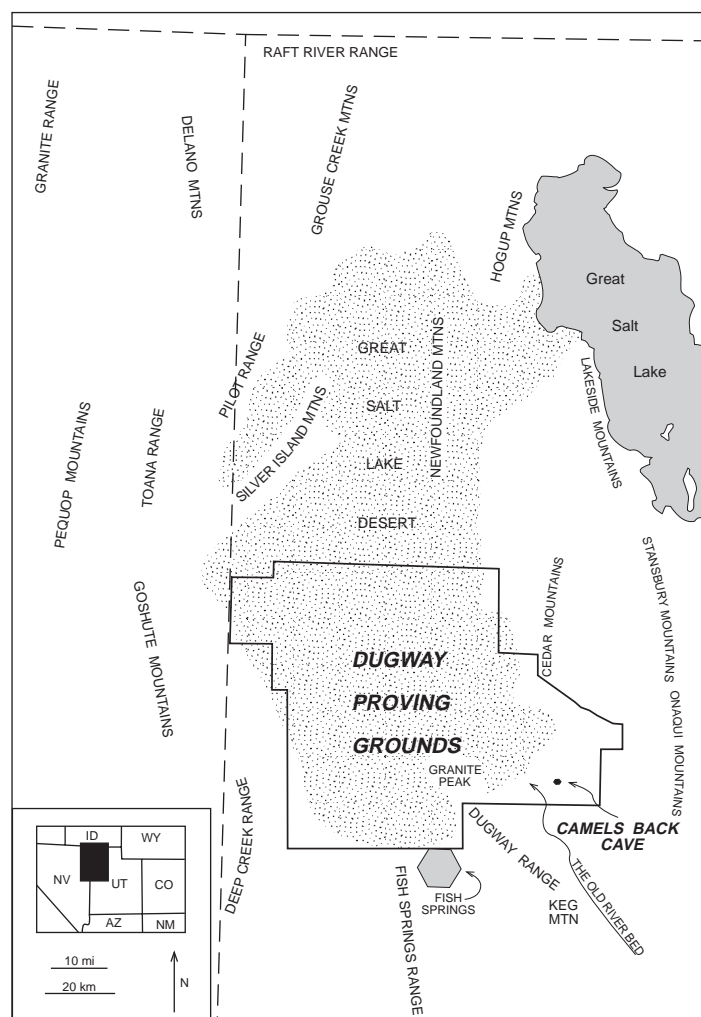 RAFT RIVER RANGE
GRANITE RANGE
DELANO MTNS
GROUSE CREEK MTNS
HOGUP MTNS
Great
Salt
Lake
GREAT
SALT
LAKE
DESERT
NEWFOUNDLAND MTNS
LAKESIDE MOUNTAINS
PILOT RANGE
SILVER ISLAND MTNS
PEQUOP MOUNTAINS
TOANA RANGE
GOSHUTE MOUNTAINS
CEDAR MOUNTAINS
STANSBURY MOUNTAINS
ONAQUI MOUNTAINS
DUGWAY
PROVING
GROUNDS
GRANITE
PEAK
CAMELS BACK
CAVE
DEEP CREEK RANGE
FISH SPRINGS RANGE
FISH
SPRINGS
DUGWAY RANGE
KEG
MTN
THE OLD RIVER BED
ID
WY
NV
UT
CO
AZ
NM
10 mi
20 km
N